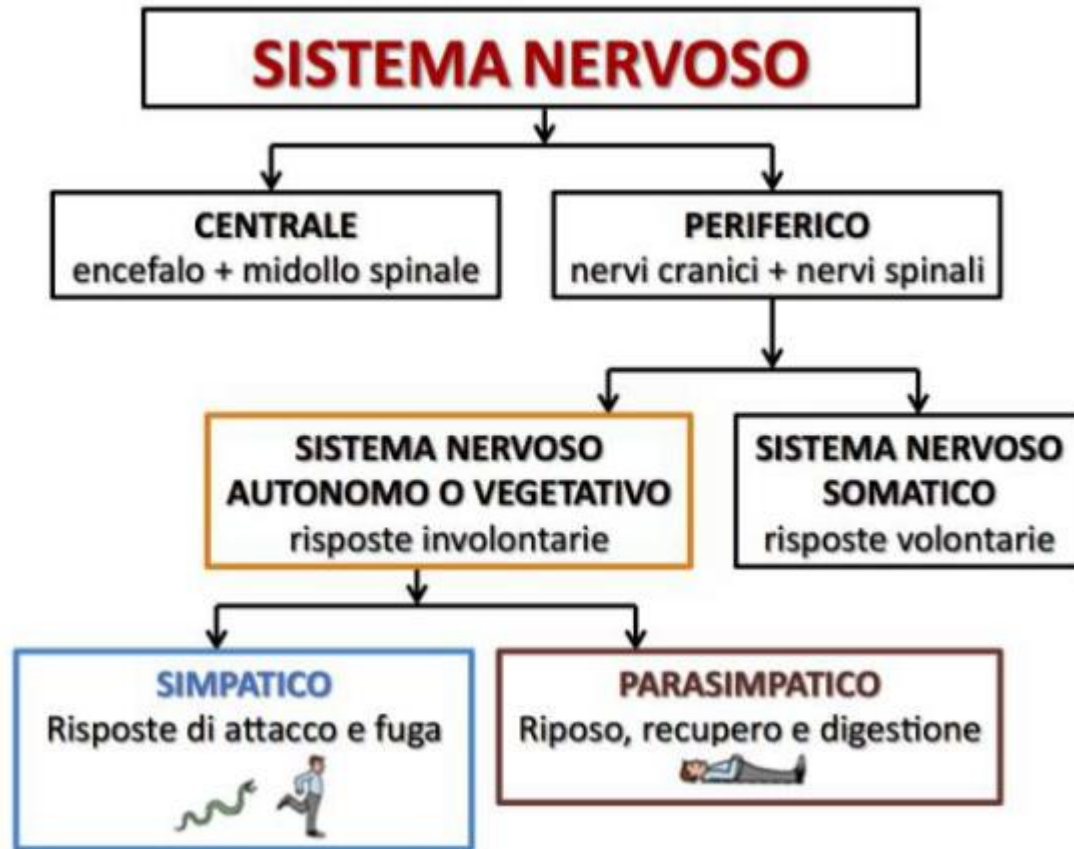 SISTEMA NERVOSO
CENTRALE
encefalo + midollo spinale
PERIFERICO
nervi cranici + nervi spinali
SISTEMA NERVOSO
AUTONOMO O VEGETATIVO
risposte involontarie
SISTEMA NERVOSO
SOMATICO
risposte volontarie
SIMPATICO
Risposte di attacco e fuga
PARASIMPATICO
Riposo, recupero e digestione